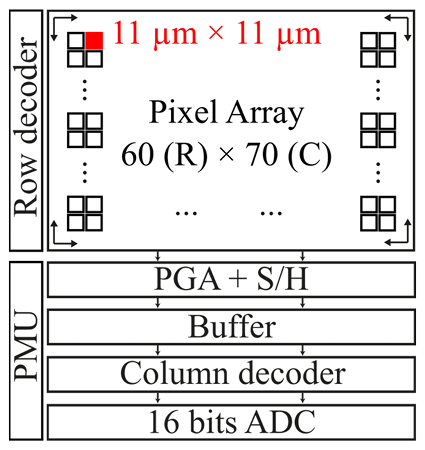 Row decoder
11 µm × 11 µm
Pixel Array
60 (R) × 70 (C)
... ...
PMU
PGA + S/H
Buffer
Column decoder
16 bits ADC